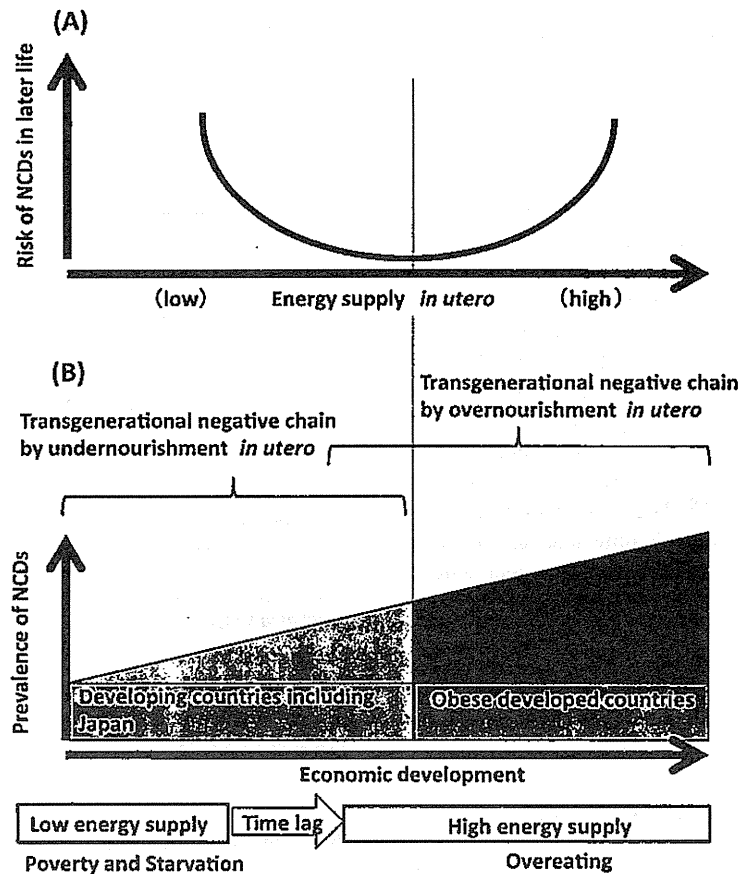 (A)
Risk of NCDs in later life
(low) Energy supply in utero (high)
(B)
Transgenerational negative chain
by overnourishment in utero
Transgenerational negative chain
by undernourishment in utero
Prevalence of NCDs
Developing countries including
Japan
Obese developed countries
Economic development
Low energy supply
Time lag
High energy supply
Poverty and Starvation
Overeating